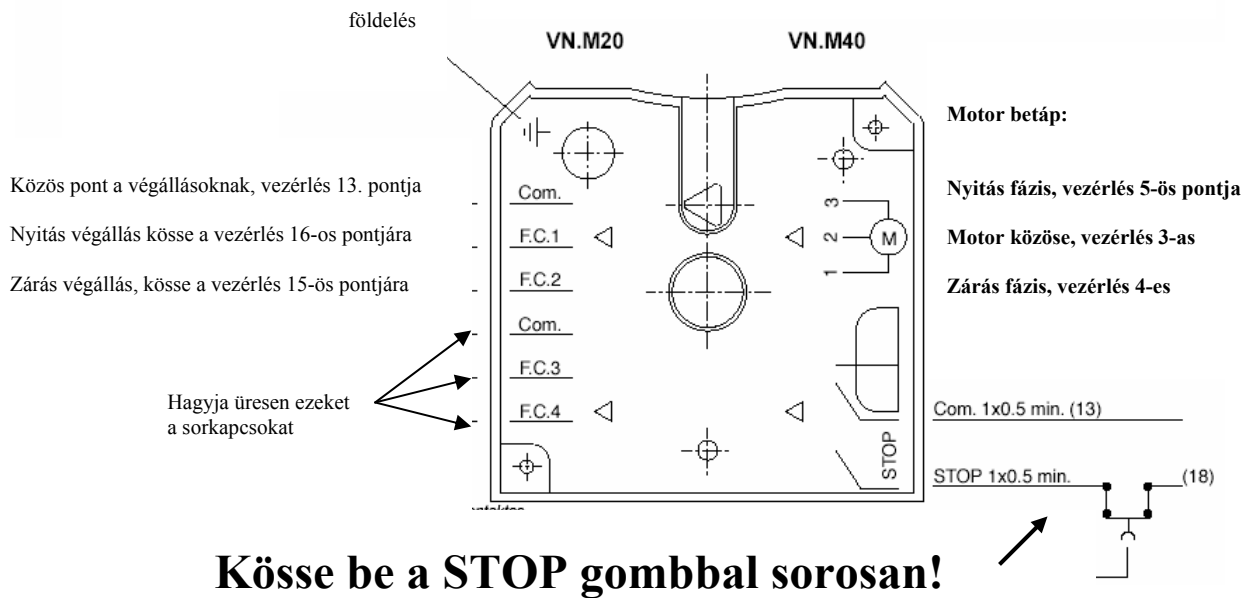 földelés
VN.M20 VN.M40
Motor betáp:
Közös pont a végállásoknak, vezérlés 13. pontja
Com.
3
Nyitás fázis, vezérlés 5-ös pontja
Nyitás végállás kösse a vezérlés 16-os pontjára
F.C.1
2
M
Motor közöse, vezérlés 3-as
Zárás végállás, kösse a vezérlés 15-ös pontjára
F.C.2
1
Zárás fázis, vezérlés 4-es
Com.
F.C.3
Hagyja üresen ezeket
a sorkapcsokat
F.C.4
Com. 1x0.5 min. (13)
STOP
STOP 1x0.5 min. (18)
Kösse be a STOP gombbal sorosan!